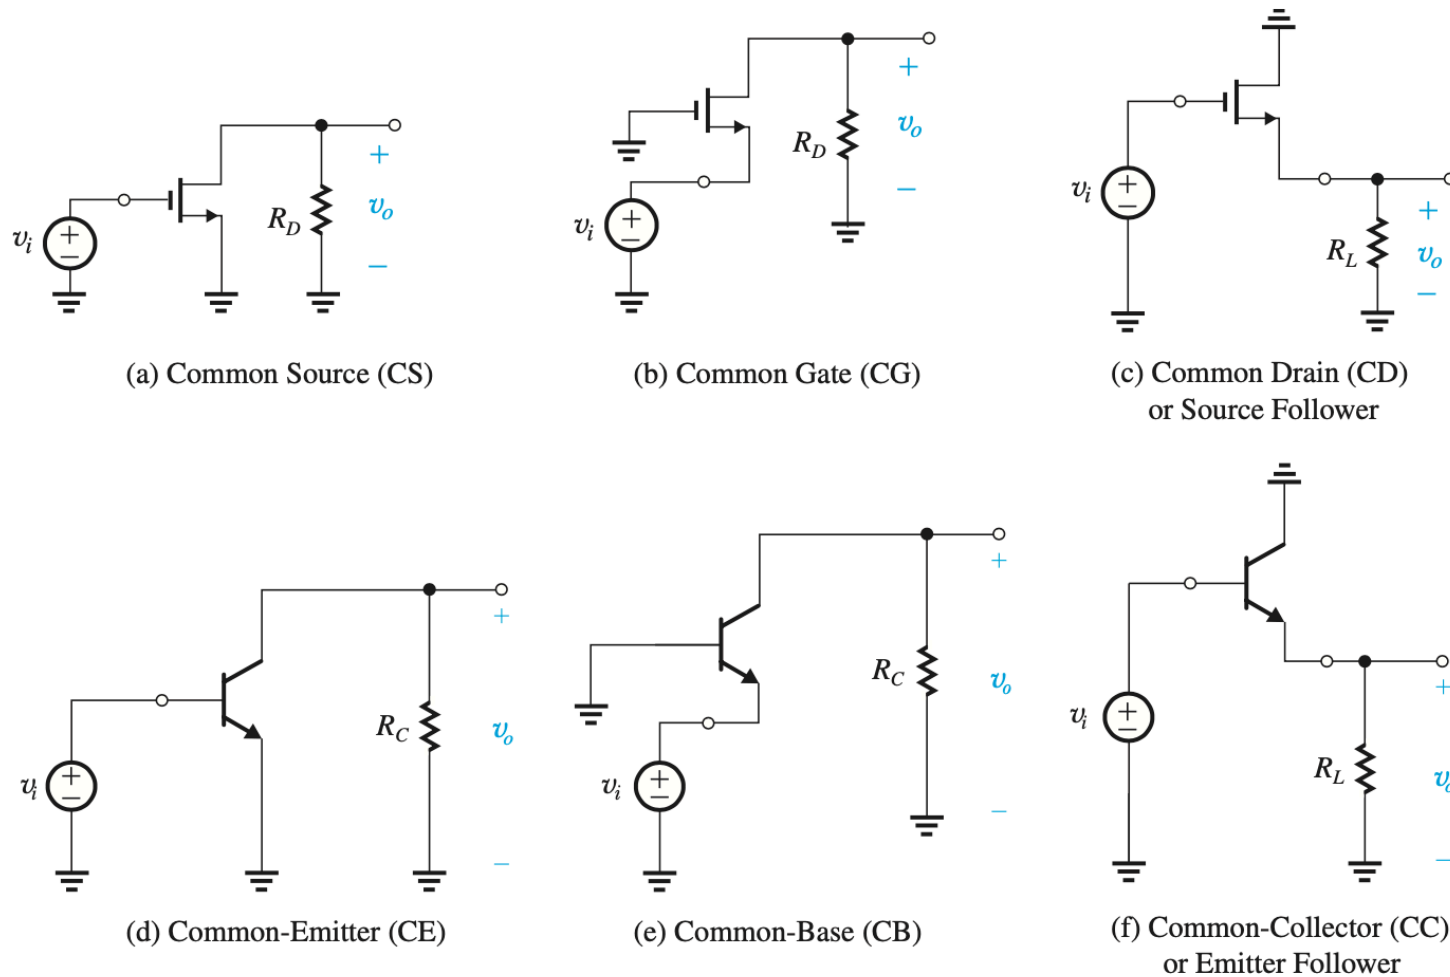 +
v_o
−
R_D
v_i
+
−
(a) Common Source (CS)
+
v_o
−
R_D
v_i
+
−
(b) Common Gate (CG)
v_i
+
−
R_L
+
v_o
−
(c) Common Drain (CD)
or Source Follower
v_i
+
−
R_C
+
v_o
−
(d) Common-Emitter (CE)
v_i
+
−
R_C
+
v_o
−
(e) Common-Base (CB)
v_i
+
−
R_L
+
v_o
−
(f) Common-Collector (CC)
or Emitter Follower